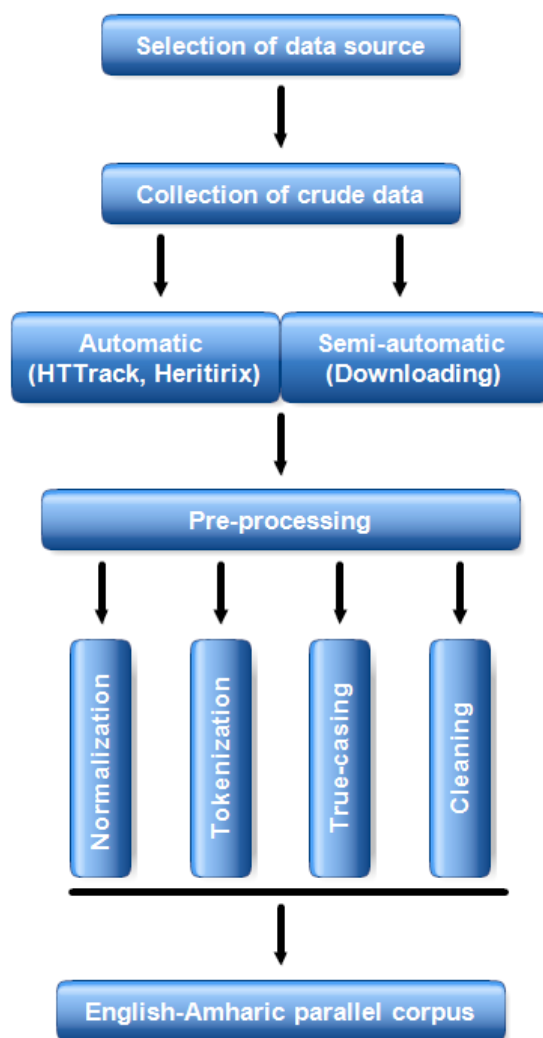 Selection of data source
Collection of crude data
Automatic
(HTTrack, Heritirix)
Semi-automatic
(Downloading)
Pre-processing
Normalization
Tokenization
True-casing
Cleaning
English-Amharic parallel corpus